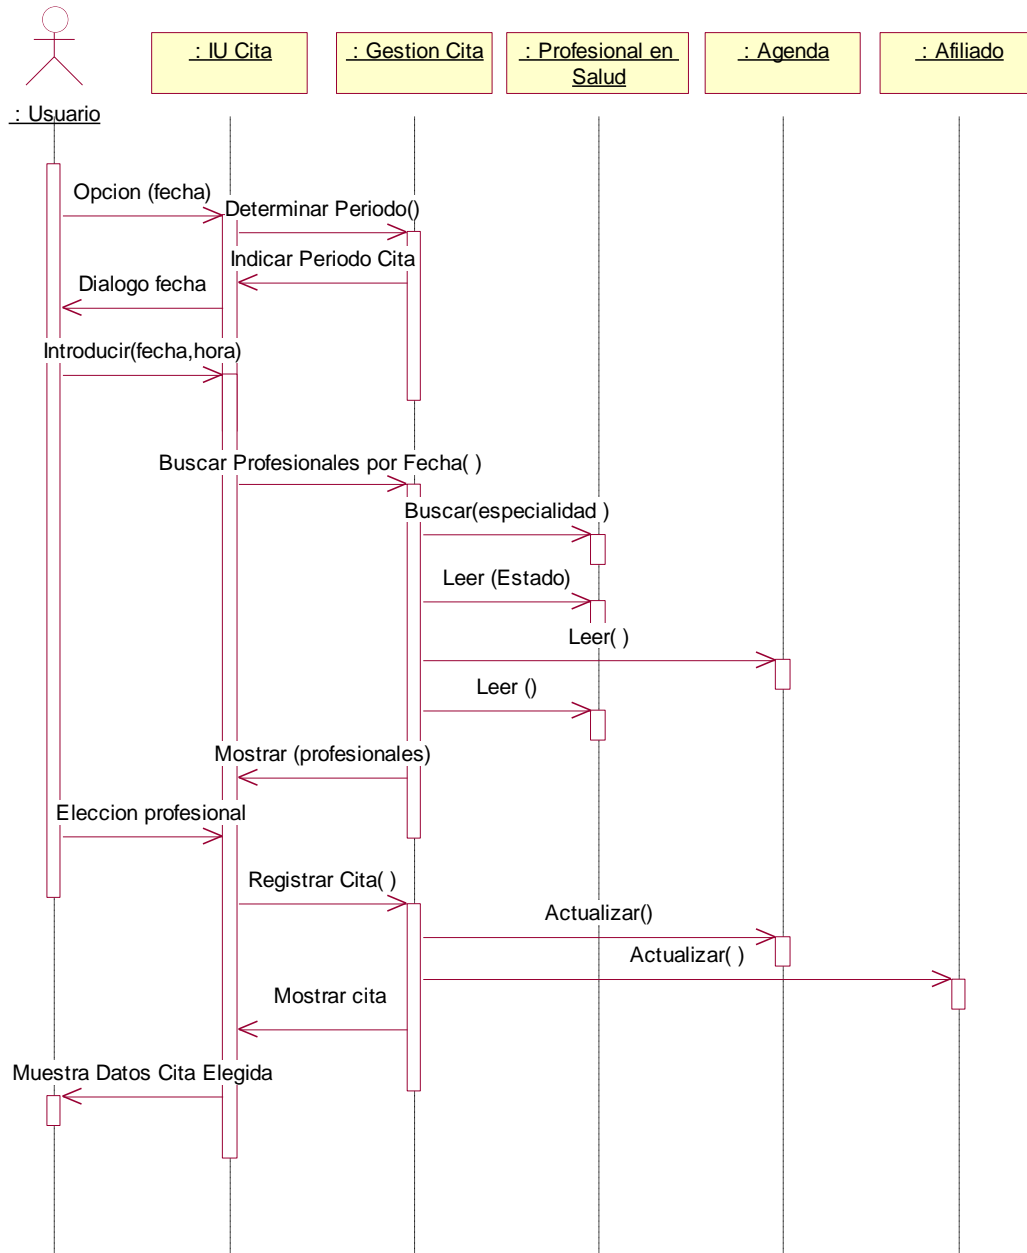 : IU Cita
: Gestion Cita
: Profesional en
Salud
: Agenda
: Afiliado
: Usuario
Opcion (fecha)
Determinar Periodo()
Indicar Periodo Cita
Dialogo fecha
Introducir(fecha,hora)
Buscar Profesionales por Fecha( )
Buscar(especialidad )
Leer (Estado)
Leer( )
Leer ()
Mostrar (profesionales)
Eleccion profesional
Registrar Cita( )
Actualizar()
Actualizar( )
Mostrar cita
Muestra Datos Cita Elegida